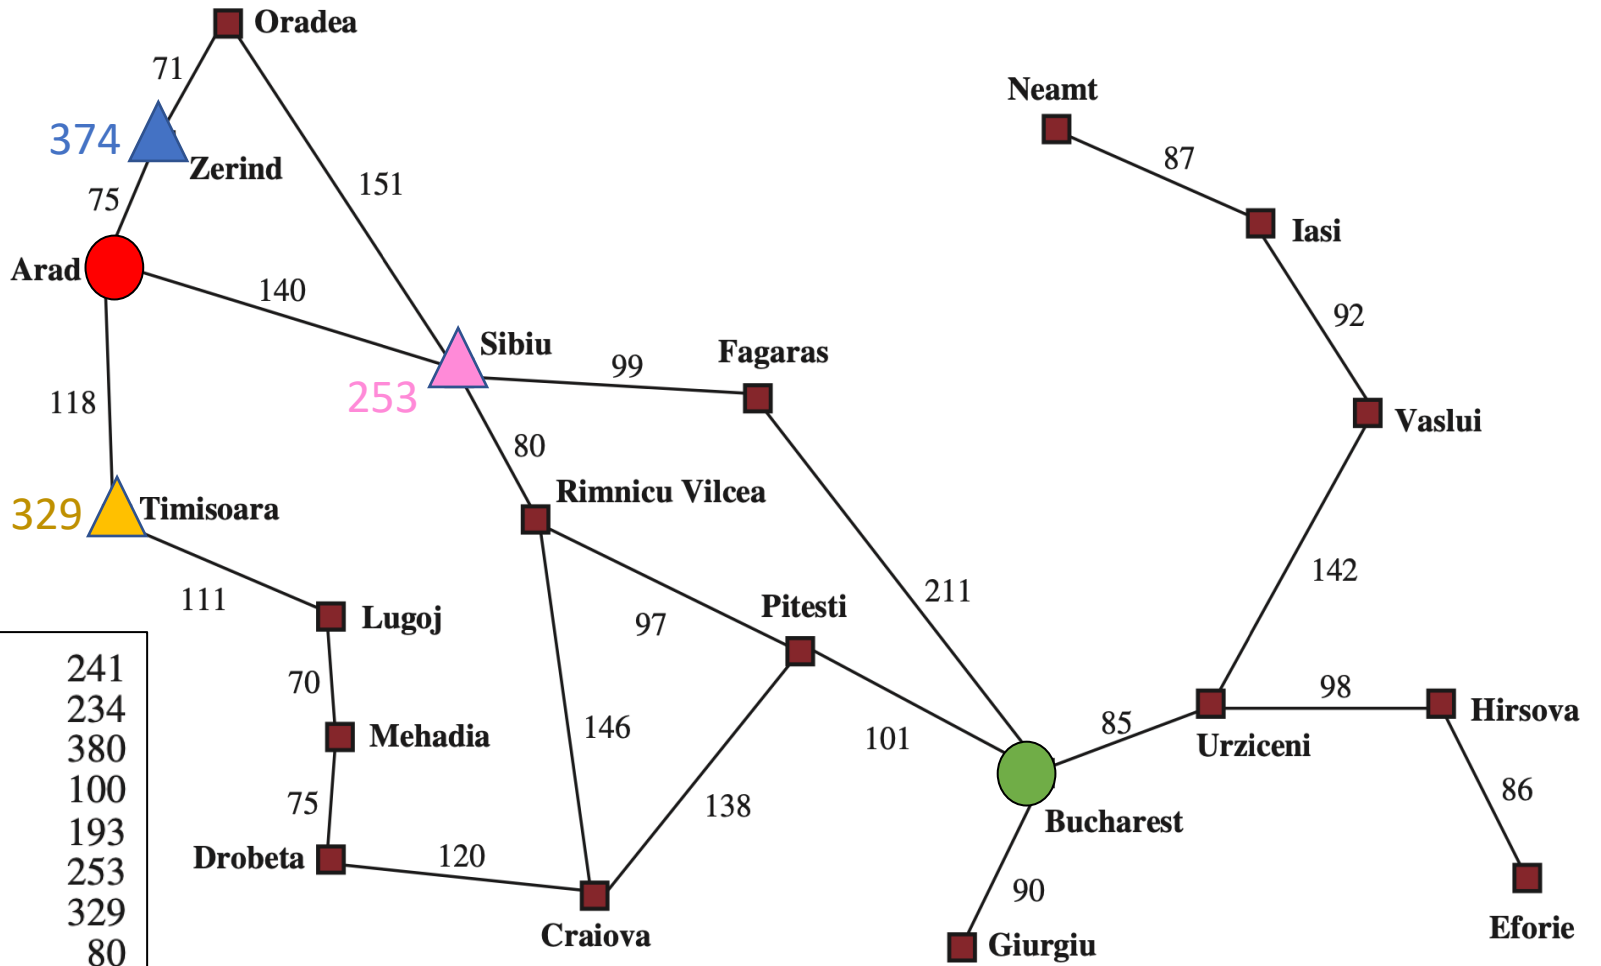 Oradea
71
Neamt
374
87
Zerind
151
75
Iasi
Arad
140
92
Sibiu
Fagaras
99
253
118
Vaslui
80
Rimnicu Vilcea
329
Timisoara
142
211
111
Pitesti
Lugoj
97
241
70
98
234
Hirsova
146
85
Mehadia
101
Urziceni
380
100
86
75
138
Bucharest
193
Drobeta
120
253
90
329
Eforie
Craiova
Giurgiu
80